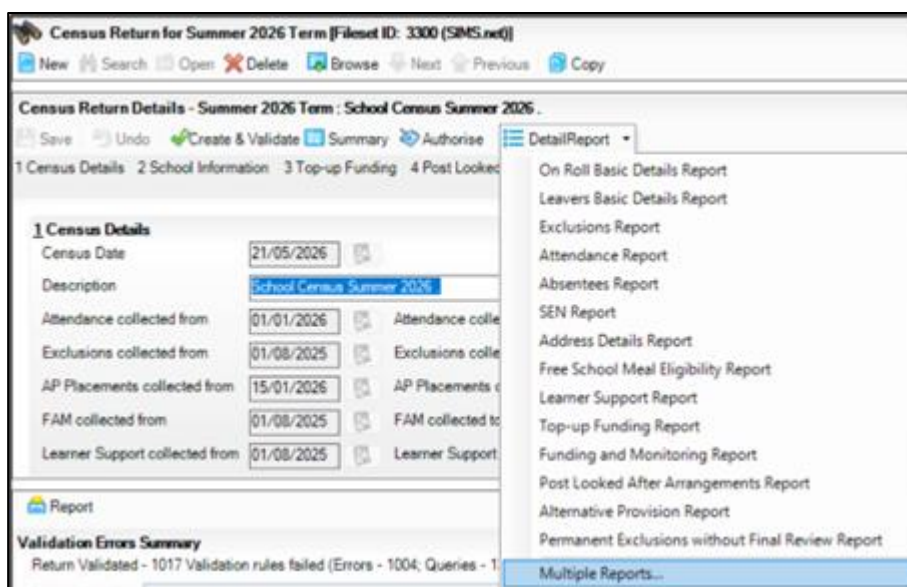 Census Return for Summer 2026 Term [Fileset ID: 3300 (SIMS.net)]
New Search Open Delete Browse Next Previous Copy
Census Return Details - Summer 2026 Term : School Census Summer 2026 .
Save Undo Create & Validate Summary Authorise DetailReport
1 Census Details 2 School Information 3 Top-up Funding 4 Post Looked
On Roll Basic Details Report
Leavers Basic Details Report
Exclusions Report
Attendance Report
Absentees Report
SEN Report
Address Details Report
Free School Meal Eligibility Report
Learner Support Report
Top-up Funding Report
Funding and Monitoring Report
Post Looked After Arrangements Report
Alternative Provision Report
Permanent Exclusions without Final Review Report
Multiple Reports...
1 Census Details
Census Date 21/05/2026
Description School Census Summer 2026 .
Attendance collected from 01/01/2026 Attendance colle
Exclusions collected from 01/08/2025 Exclusions colle
AP Placements collected from 15/01/2026 AP Placements c
FAM collected from 01/08/2025 FAM collected to
Learner Support collected from 01/08/2025 Learner Support
Report
Validation Errors Summary
Return Validated - 1017 Validation rules failed (Errors - 1004; Queries - 1